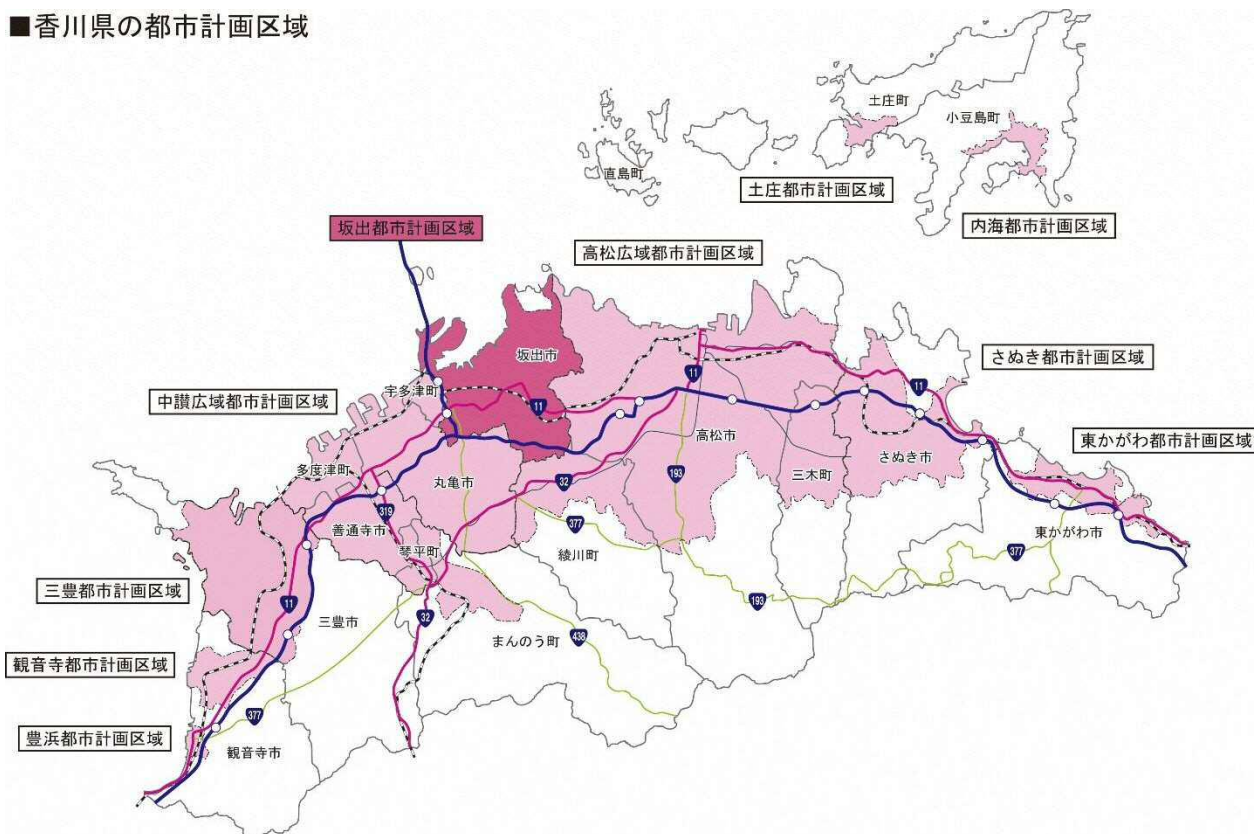 ■香川県の都市計画区域
土庄町
小豆島町
直島町
土庄都市計画区域
内海都市計画区域
坂出都市計画区域
高松広域都市計画区域
坂出市
さぬき都市計画区域
11
11
宇多津町
中讃広域都市計画区域
11
高松市
東かがわ都市計画区域
さぬき市
多度津町
丸亀市
32
193
三木町
319
善通寺市
377
東かがわ市
琴平町
綾川町
377
三豊都市計画区域
11
193
三豊市
32
まんのう町
438
観音寺都市計画区域
377
豊浜都市計画区域
観音寺市